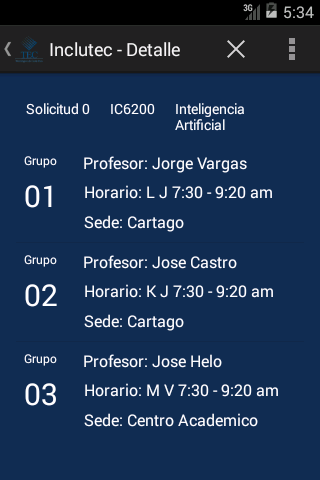 3G 5:34
TEC
Inclutec - Detalle
Solicitud 0 IC6200 Inteligencia
Artificial
Grupo
01
Profesor: Jorge Vargas
Horario: L J 7:30 - 9:20 am
Sede: Cartago
Grupo
02
Profesor: Jose Castro
Horario: K J 7:30 - 9:20 am
Sede: Cartago
Grupo
03
Profesor: Jose Helo
Horario: M V 7:30 - 9:20 am
Sede: Centro Academico